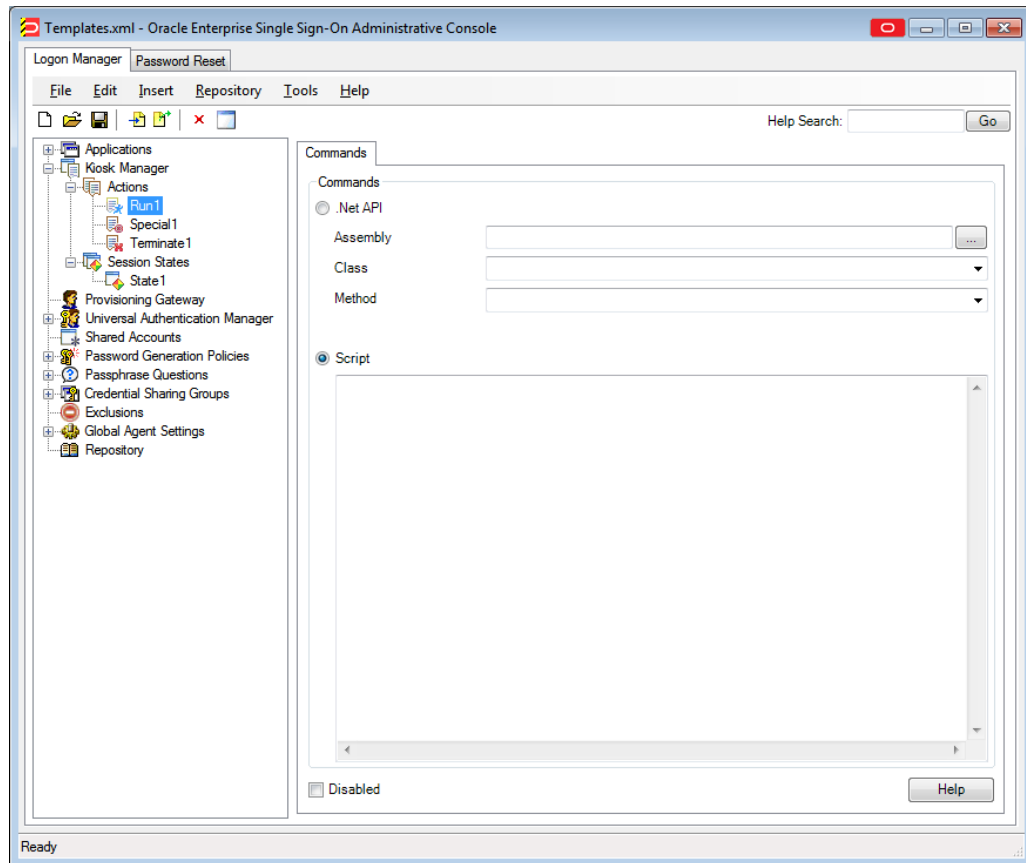 Templates.xml - Oracle Enterprise Single Sign-On Administrative Console
Logon Manager Password Reset
File Edit Insert Repository Tools Help
Help Search: Go
Applications
Kiosk Manager
Actions
Run1
Special1
Terminate1
Session States
State1
Provisioning Gateway
Universal Authentication Manager
Shared Accounts
Password Generation Policies
Passphrase Questions
Credential Sharing Groups
Exclusions
Global Agent Settings
Repository
Commands
Commands
.Net API
Assembly ...
Class
Method
Script
Disabled Help
Ready